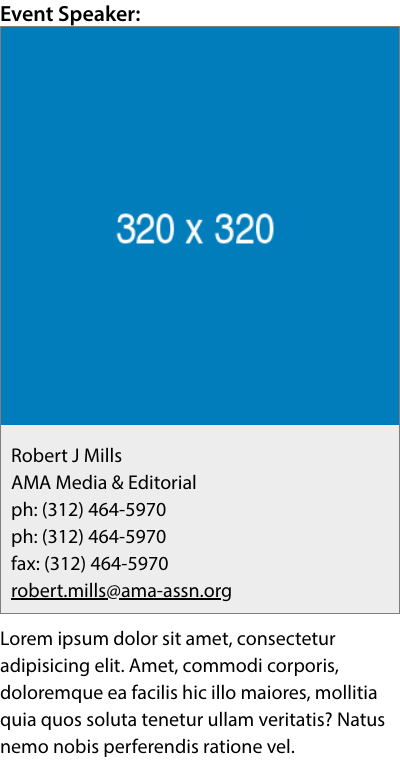 Event Speaker:
320 x 320
Robert J Mills
AMA Media & Editorial
ph: (312) 464-5970
ph: (312) 464-5970
fax: (312) 464-5970
robert.mills@ama-assn.org
Lorem ipsum dolor sit amet, consectetur
adipisicing elit. Amet, commodi corporis,
doloremque ea facilis hic illo maiores, mollitia
quia quos soluta tenetur ullam veritatis? Natus
nemo nobis perferendis ratione vel.